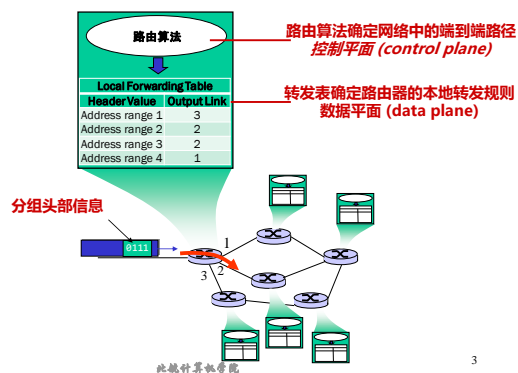 路由算法
路由算法确定网络中的端到端路径
控制平面 (control plane)
Local Forwarding Table
Header Value Output Link
Address range 1 3
Address range 2 2
Address range 3 2
Address range 4 1
转发表确定路由器的本地转发规则
数据平面 (data plane)
分组头部信息
0111
1
3 2
北航计算机学院
3